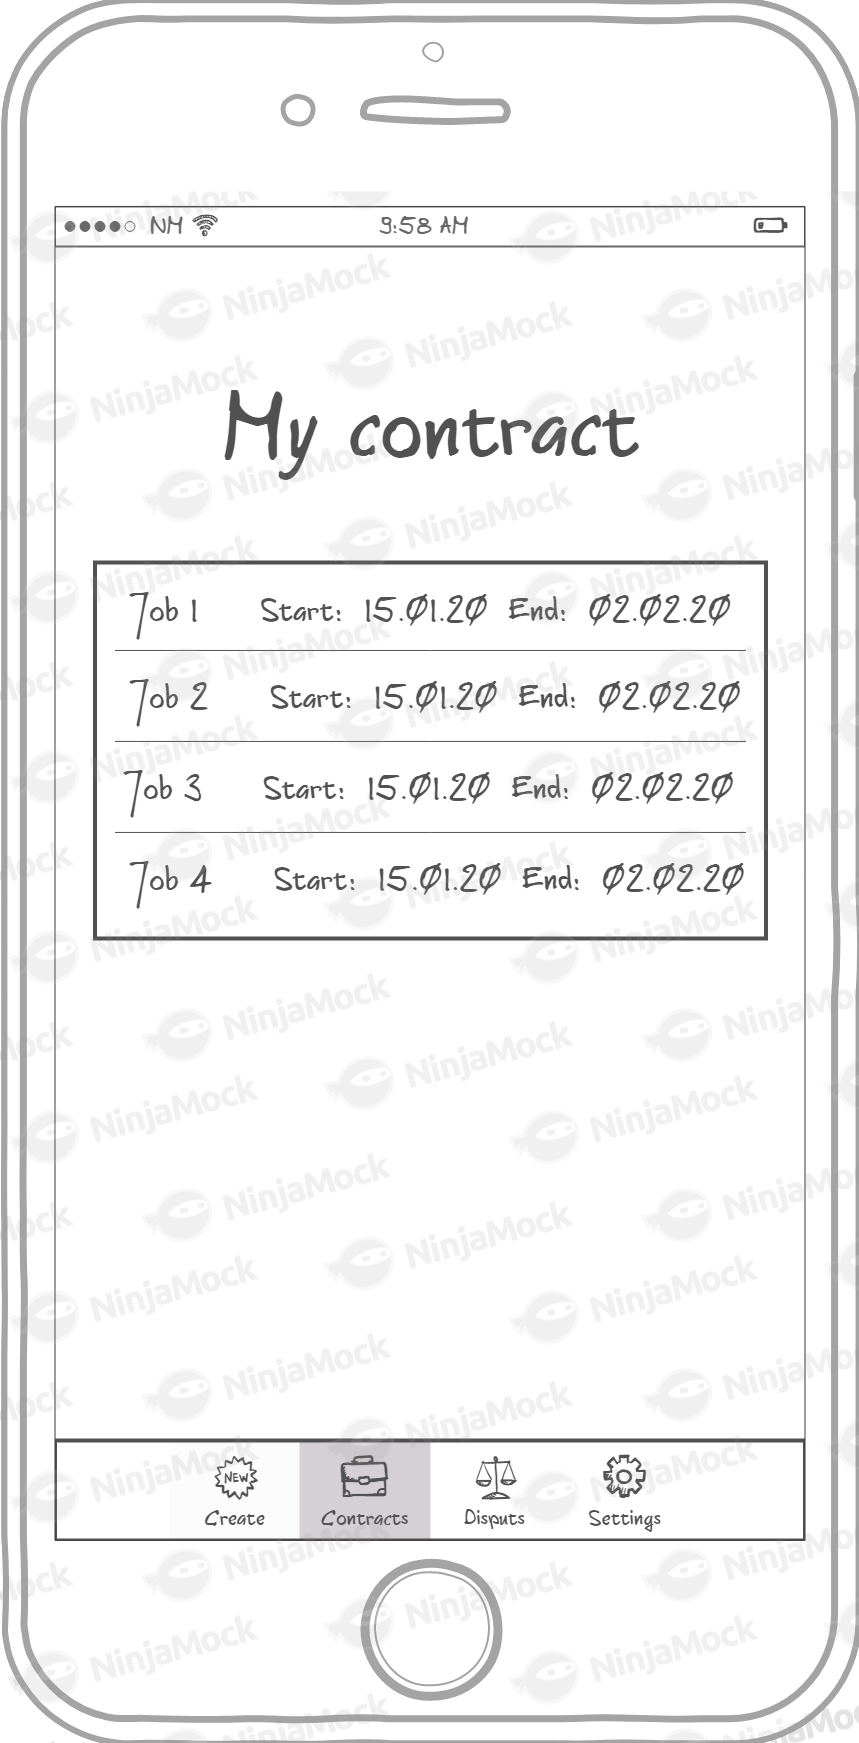 NM 9:58 AM
My contract
Job 1 Start: 15.01.20 End: 02.02.20
Job 2 Start: 15.01.20 End: 02.02.20
Job 3 Start: 15.01.20 End: 02.02.20
Job 4 Start: 15.01.20 End: 02.02.20
NEW
Create Contracts Disputs Settings
NinjaMock